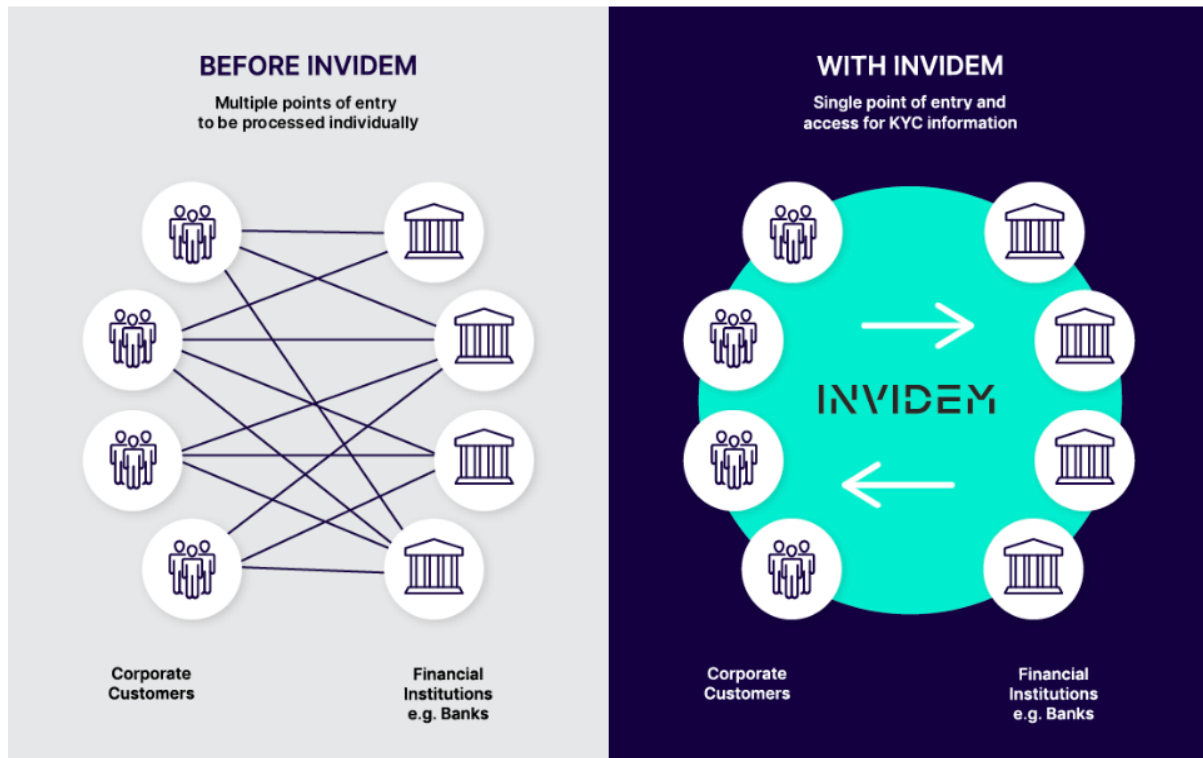 BEFORE INVIDEM
Multiple points of entry
to be processed individually
Corporate
Customers
Financial
Institutions
e.g. Banks
WITH INVIDEM
Single point of entry and
access for KYC information
INVIDEM
Corporate
Customers
Financial
Institutions
e.g. Banks